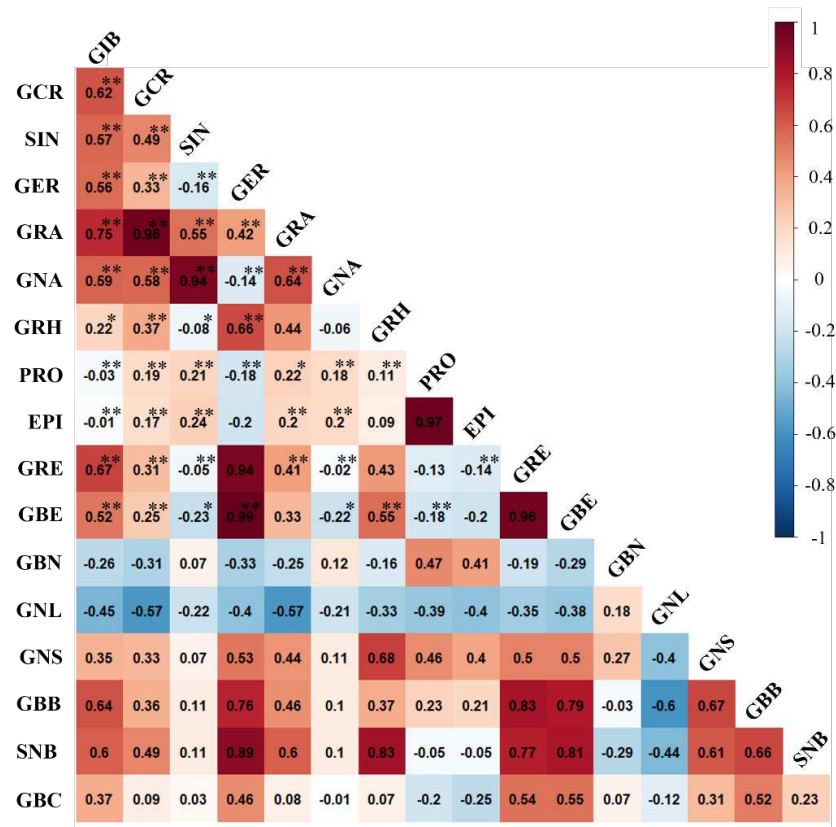 GIB
GCR 0.62** GCR
SIN 0.57** 0.49** SIN
GER 0.56** 0.33** -0.16** GER
GRA 0.75** 0.96** 0.55** 0.42** GRA
GNA 0.59** 0.58** 0.94** -0.14** 0.64** GNA
GRH 0.22* 0.37** -0.08* 0.66** 0.44 -0.06 GRH
PRO -0.03** 0.19** 0.21** -0.18** 0.22* 0.18** 0.11** PRO
EPI -0.01** 0.17** 0.24** -0.2 0.2** 0.2** 0.09 0.97 EPI
GRE 0.67** 0.31** -0.05** 0.94 0.41** -0.02** 0.43 -0.13 -0.14** GRE
GBE 0.52** 0.25** -0.23* 0.99** 0.33 -0.22* 0.55** -0.18** -0.2 0.96 GBE
GBN -0.26 -0.31 0.07 -0.33 -0.25 0.12 -0.16 0.47 0.41 -0.19 -0.29 GBN
GNL -0.45 -0.57 -0.22 -0.4 -0.57 -0.21 -0.33 -0.39 -0.4 -0.35 -0.38 0.18 GNL
GNS 0.35 0.33 0.07 0.53 0.44 0.11 0.68 0.46 0.4 0.5 0.5 0.27 -0.4 GNS
GBB 0.64 0.36 0.11 0.76 0.46 0.1 0.37 0.23 0.21 0.83 0.79 -0.03 -0.6 0.67 GBB
SNB 0.6 0.49 0.11 0.89 0.6 0.1 0.83 -0.05 -0.05 0.77 0.81 -0.29 -0.44 0.61 0.66 SNB
GBC 0.37 0.09 0.03 0.46 0.08 -0.01 0.07 -0.2 -0.25 0.54 0.55 0.07 -0.12 0.31 0.52 0.23
1
0.8
0.6
0.4
0.2
0
-0.2
-0.4
-0.6
-0.8
-1